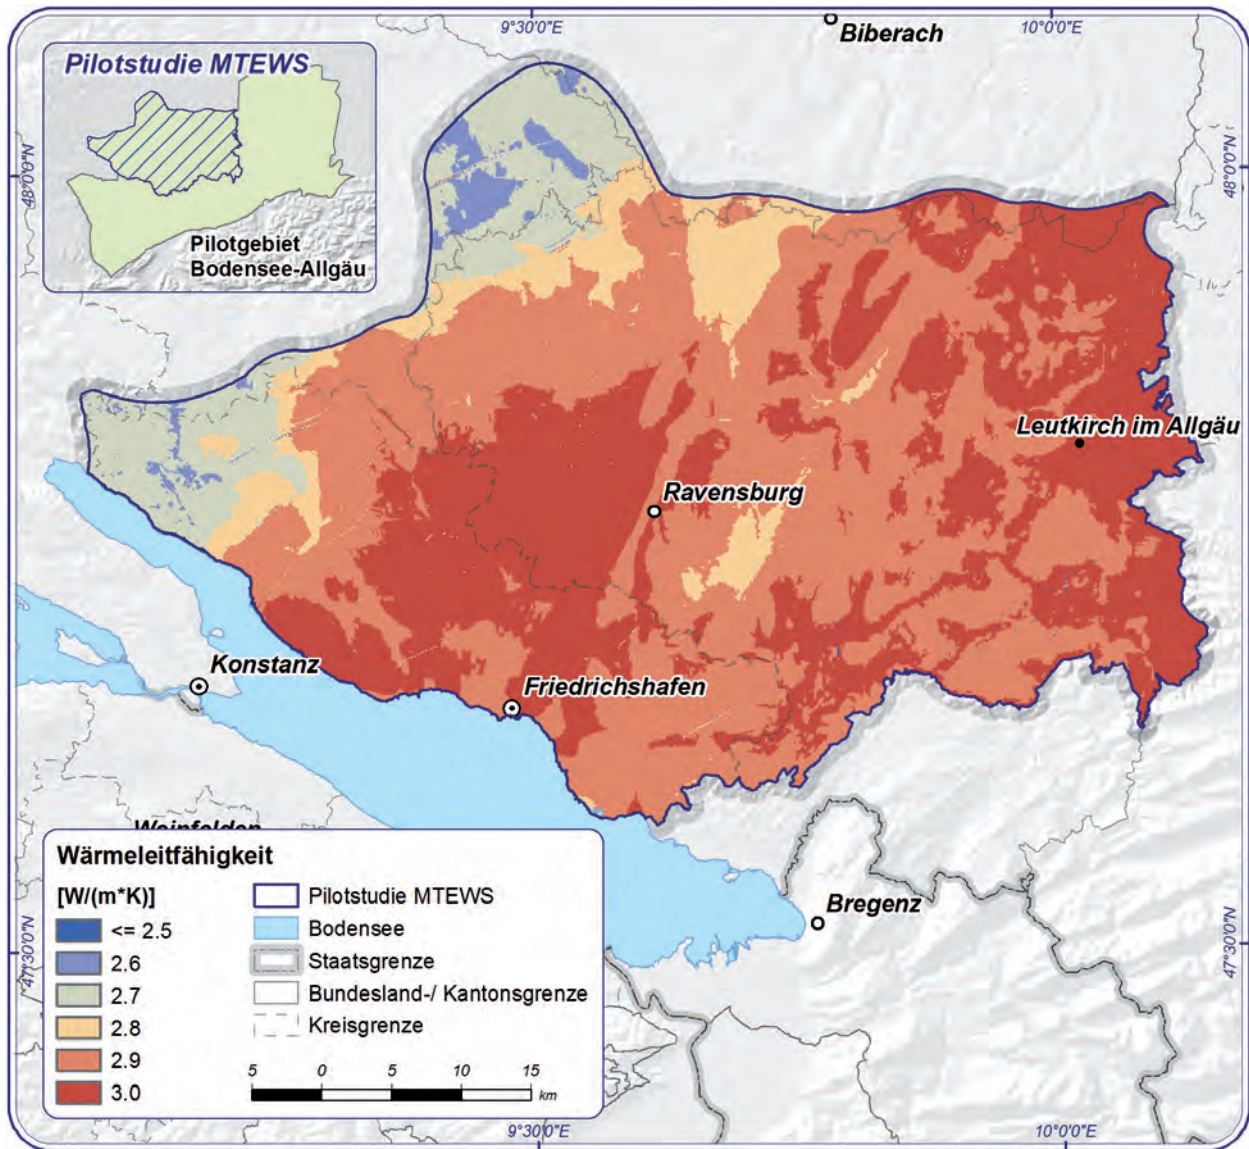 9°30'0"E
10°0'0"E
Biberach
Pilotstudie MTEWS
48°0'0"N
48°0'0"N
Pilotgebiet
Bodensee-Allgäu
Leutkirch im Allgäu
Ravensburg
Konstanz
Friedrichshafen
Weinfelden
Bregenz
Wärmeleitfähigkeit
[W/(m*K)]
<= 2.5
2.6
2.7
2.8
2.9
3.0
Pilotstudie MTEWS
Bodensee
Staatsgrenze
Bundesland-/ Kantonsgrenze
Kreisgrenze
5 0 5 10 15
km
47°30'0"N
47°30'0"N
9°30'0"E
10°0'0"E